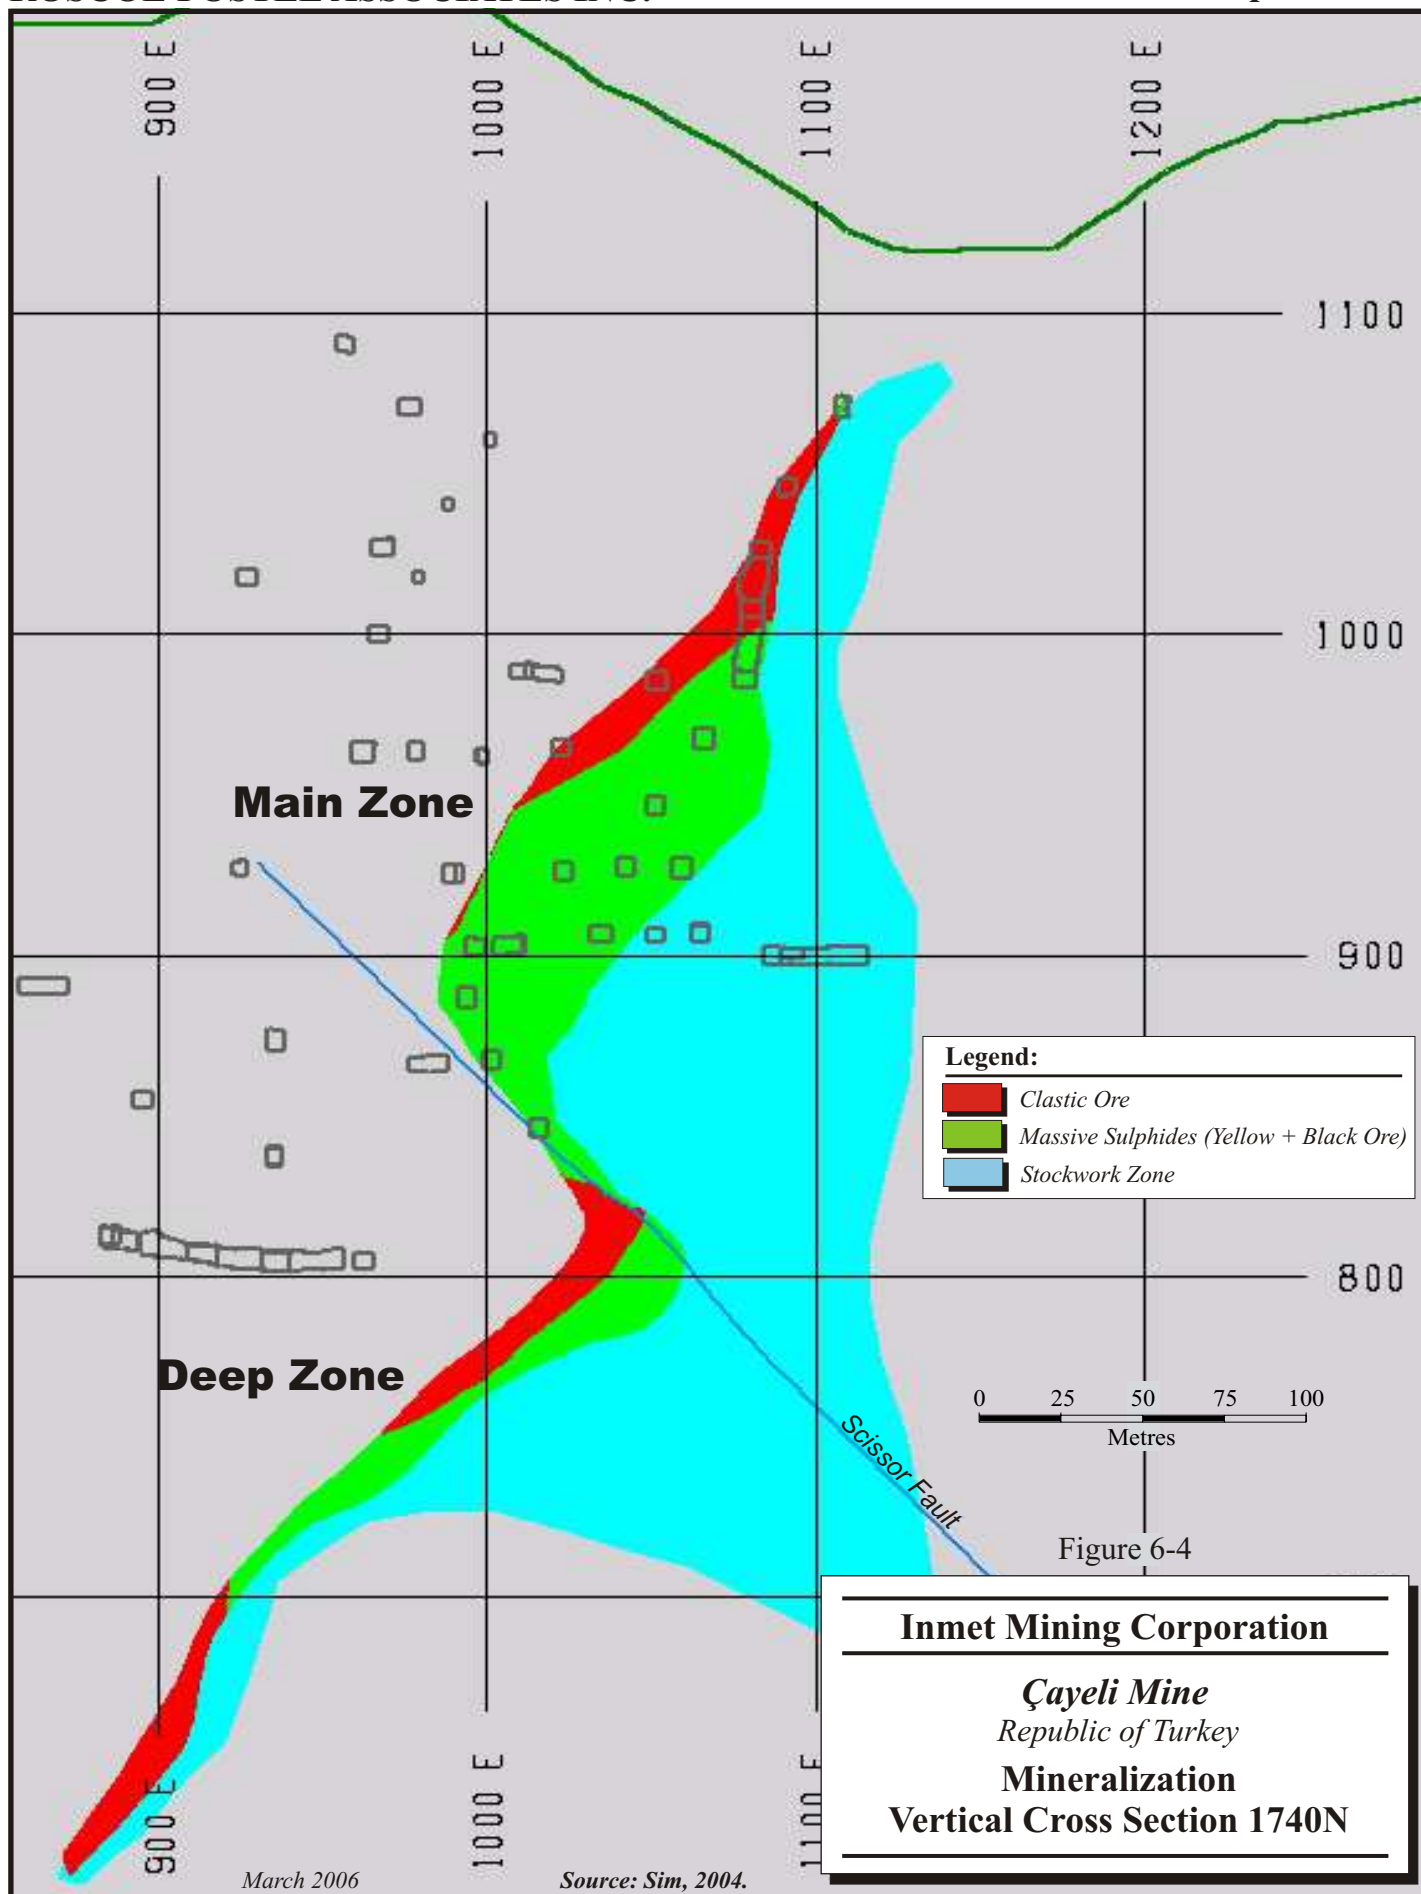 900 E
1000 E
1100 E
1200 E
1100
1000
Main Zone
900
Legend:
Clastic Ore
Massive Sulphides (Yellow + Black Ore)
Stockwork Zone
800
Deep Zone
0 25 50 75 100
Metres
Scissor Fault
Figure 6-4
Inmet Mining Corporation
Çayeli Mine
Republic of Turkey
Mineralization
Vertical Cross Section 1740N
900 E
1000 E
1100 E
March 2006
Source: Sim, 2004.